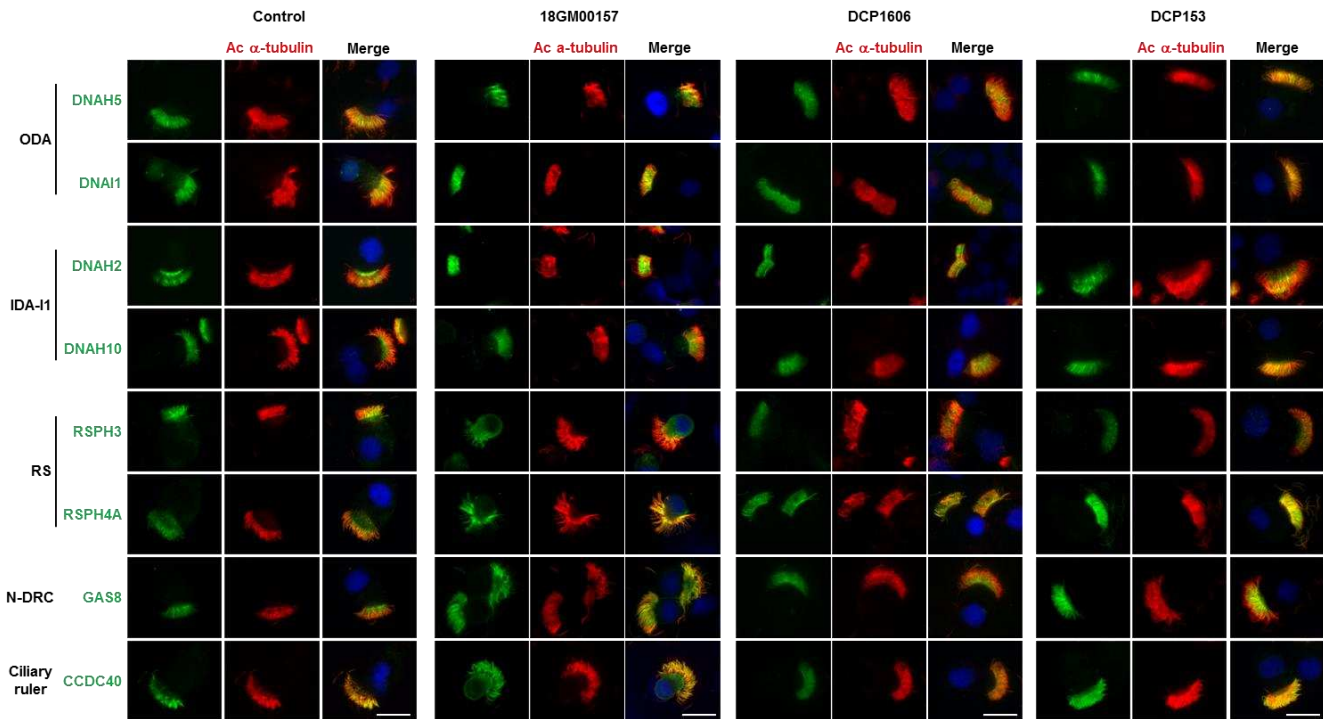 Control 18GM00157 DCP1606 DCP153
Ac α-tubulin Merge Ac a-tubulin Merge Ac α-tubulin Merge Ac α-tubulin Merge
DNAH5
ODA
DNAI1
DNAH2
IDA-I1
DNAH10
RSPH3
RS
RSPH4A
N-DRC GAS8
Ciliary
ruler CCDC40